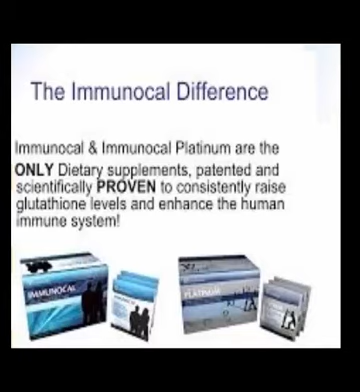 The Immunocal Difference
Immunocal & Immunocal Platinum are the
ONLY Dietary supplements, patented and
scientifically PROVEN to consistently raise
glutathione levels and enhance the human
immune system!
IMMUNOCAL
PLATINUM